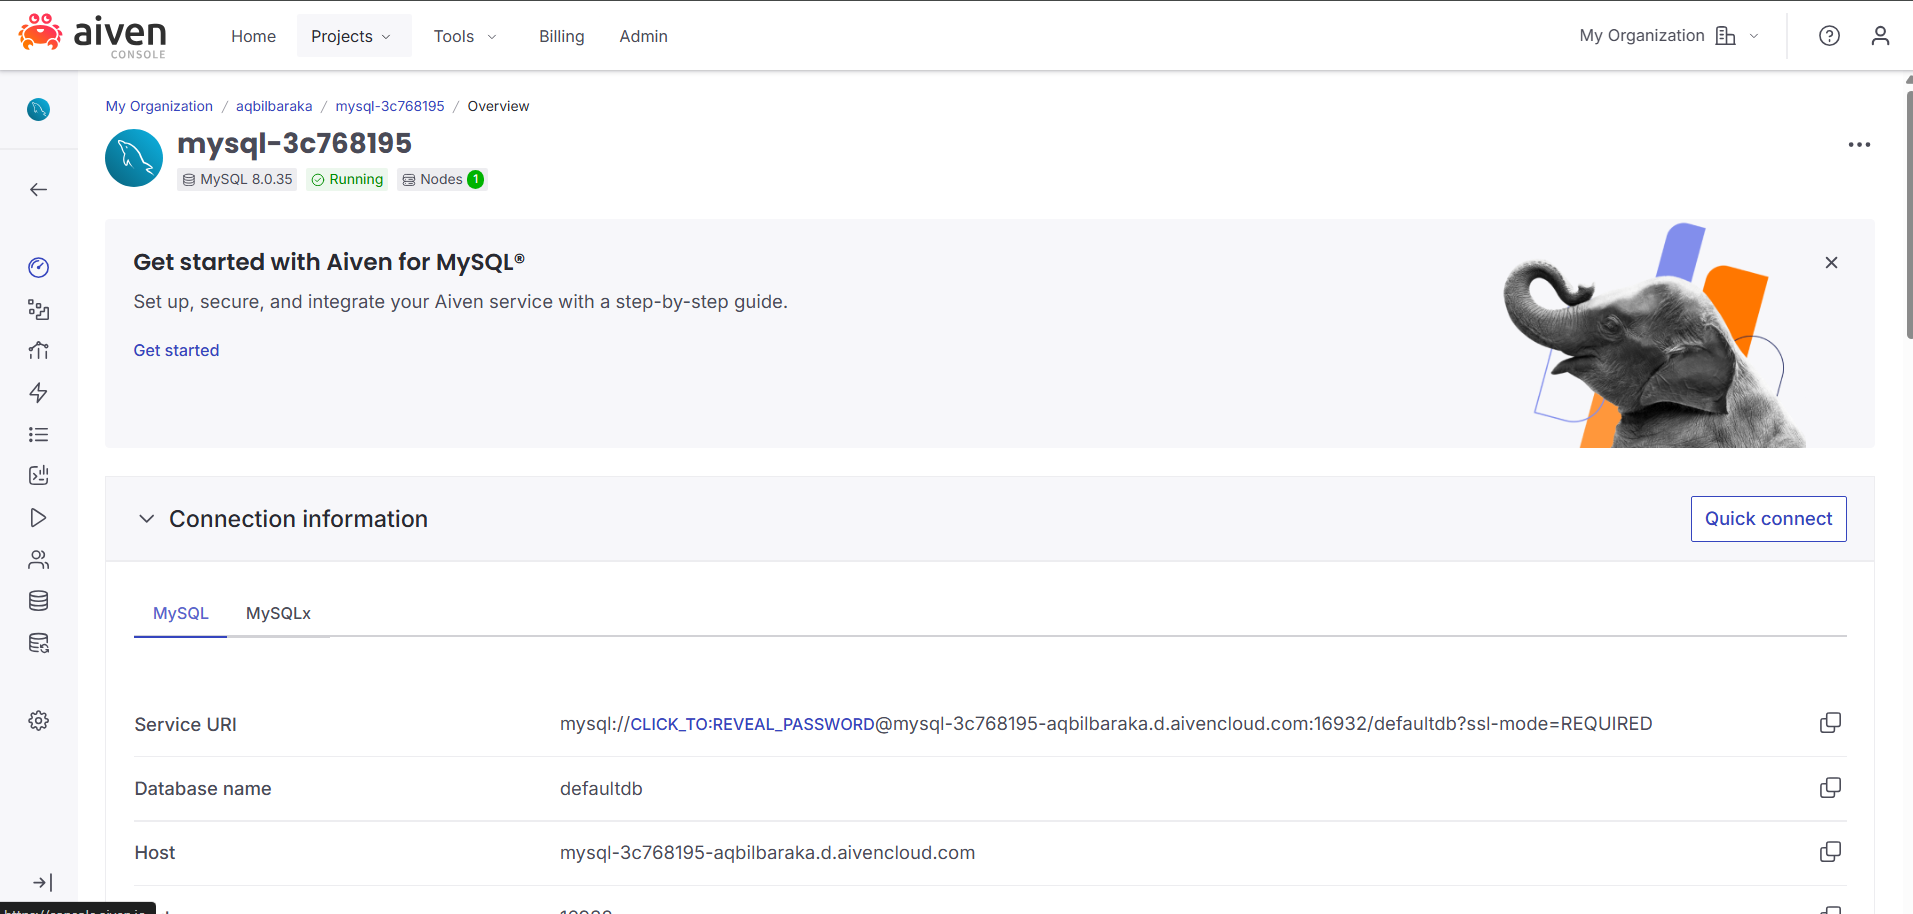 aiven
CONSOLE
Home
Projects
Tools
Billing
Admin
My Organization
My Organization / aqbilbaraka / mysql-3c768195 / Overview
mysql-3c768195
MySQL 8.0.35
Running
Nodes 1
Get started with Aiven for MySQL®
Set up, secure, and integrate your Aiven service with a step-by-step guide.
Get started
Connection information
Quick connect
MySQL
MySQLx
Service URI
mysql://CLICK_TO:REVEAL_PASSWORD@mysql-3c768195-aqbilbaraka.d.aivencloud.com:16932/defaultdb?ssl-mode=REQUIRED
Database name
defaultdb
Host
mysql-3c768195-aqbilbaraka.d.aivencloud.com